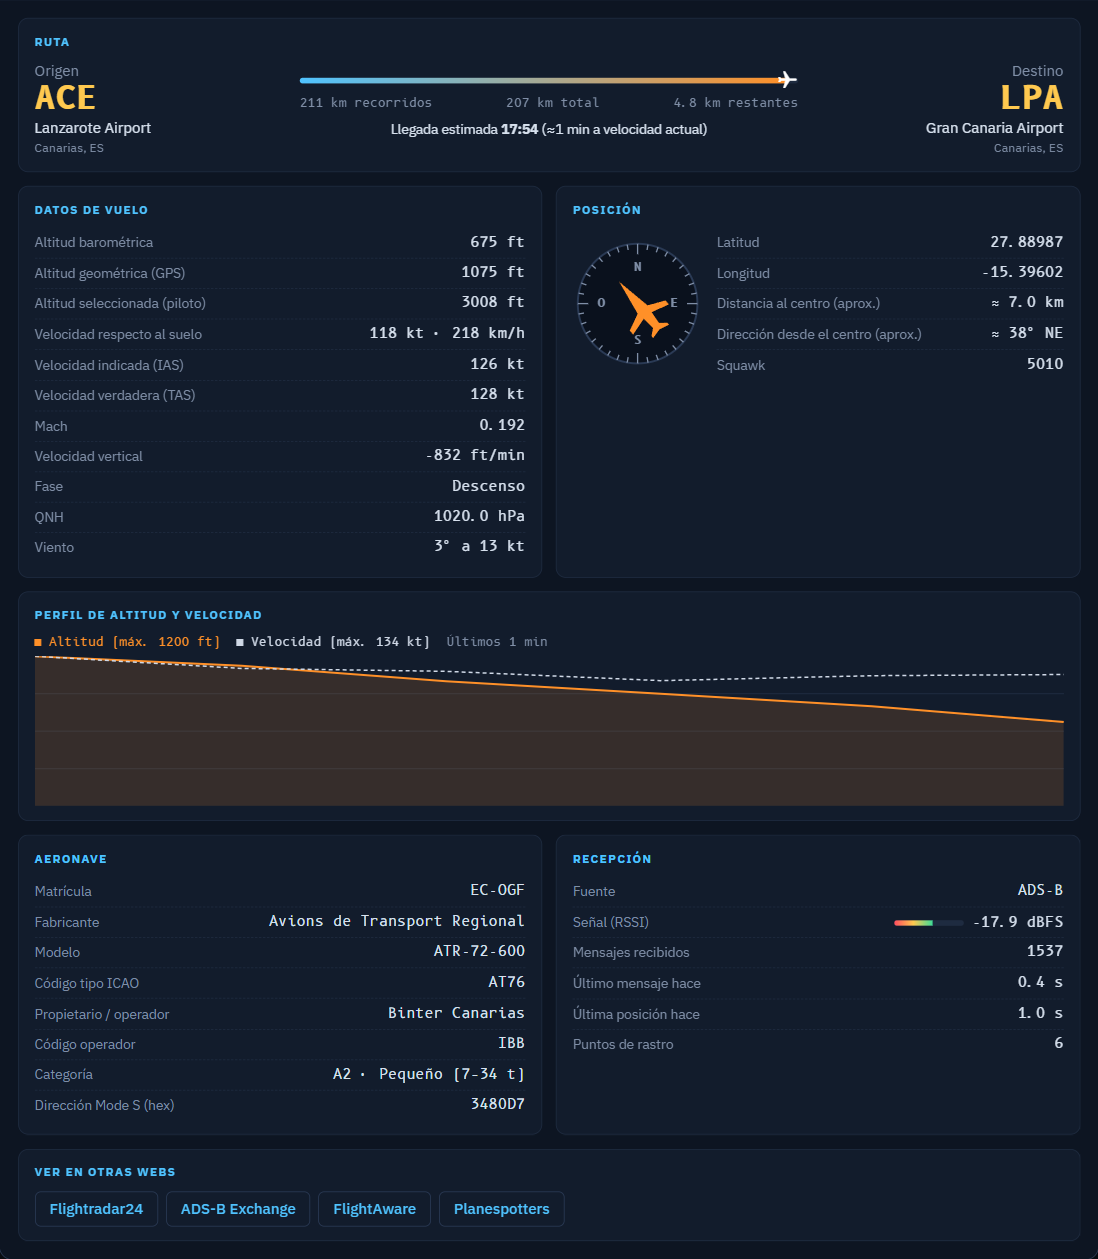 RUTA
Origen
ACE
Lanzarote Airport
Canarias, ES
211 km recorridos 207 km total 4.8 km restantes
Llegada estimada 17:54 (≈1 min a velocidad actual)
Destino
LPA
Gran Canaria Airport
Canarias, ES
DATOS DE VUELO
Altitud barométrica 675 ft
Altitud geométrica (GPS) 1075 ft
Altitud seleccionada (piloto) 3008 ft
Velocidad respecto al suelo 118 kt · 218 km/h
Velocidad indicada (IAS) 126 kt
Velocidad verdadera (TAS) 128 kt
Mach 0.192
Velocidad vertical -832 ft/min
Fase Descenso
QNH 1020.0 hPa
Viento 3° a 13 kt
POSICIÓN
N
O E
S
Latitud 27.88987
Longitud -15.39602
Distancia al centro (aprox.) ≈ 7.0 km
Dirección desde el centro (aprox.) ≈ 38° NE
Squawk 5010
PERFIL DE ALTITUD Y VELOCIDAD
Altitud (máx. 1200 ft) Velocidad (máx. 134 kt) Últimos 1 min
AERONAVE
Matrícula EC-OGF
Fabricante Avions de Transport Regional
Modelo ATR-72-600
Código tipo ICAO AT76
Propietario / operador Binter Canarias
Código operador IBB
Categoría A2 · Pequeño (7-34 t)
Dirección Mode S (hex) 3480D7
RECEPCIÓN
Fuente ADS-B
Señal (RSSI) -17.9 dBFS
Mensajes recibidos 1537
Último mensaje hace 0.4 s
Última posición hace 1.0 s
Puntos de rastro 6
VER EN OTRAS WEBS
Flightradar24 ADS-B Exchange FlightAware Planespotters